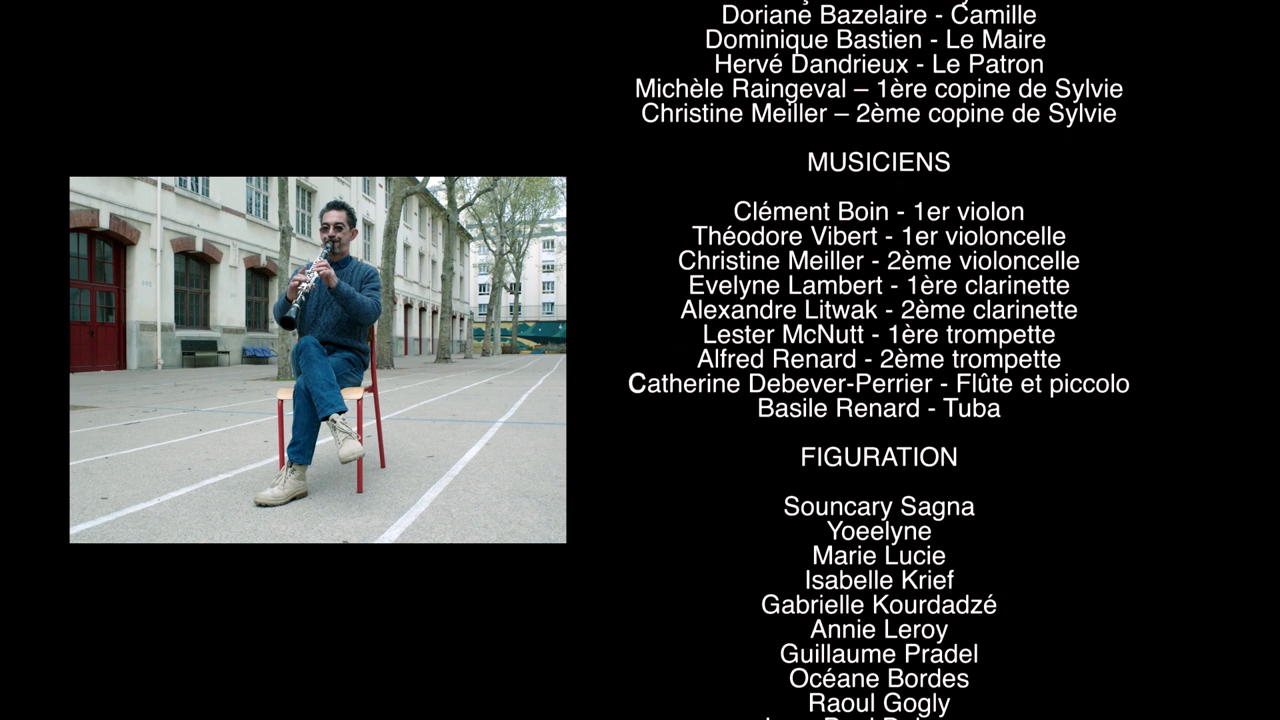 Doriane Bazelaire - Camille
Dominique Bastien - Le Maire
Hervé Dandrieux - Le Patron
Michèle Raingeval – 1ère copine de Sylvie
Christine Meiller – 2ème copine de Sylvie
MUSICIENS
Clément Boin - 1er violon
Théodore Vibert - 1er violoncelle
Christine Meiller - 2ème violoncelle
Evelyne Lambert - 1ère clarinette
Alexandre Litwak - 2ème clarinette
Lester McNutt - 1ère trompette
Alfred Renard - 2ème trompette
Catherine Debever-Perrier - Flûte et piccolo
Basile Renard - Tuba
FIGURATION
Souncary Sagna
Yoeelyne
Marie Lucie
Isabelle Krief
Gabrielle Kourdadzé
Annie Leroy
Guillaume Pradel
Océane Bordes
Raoul Gogly